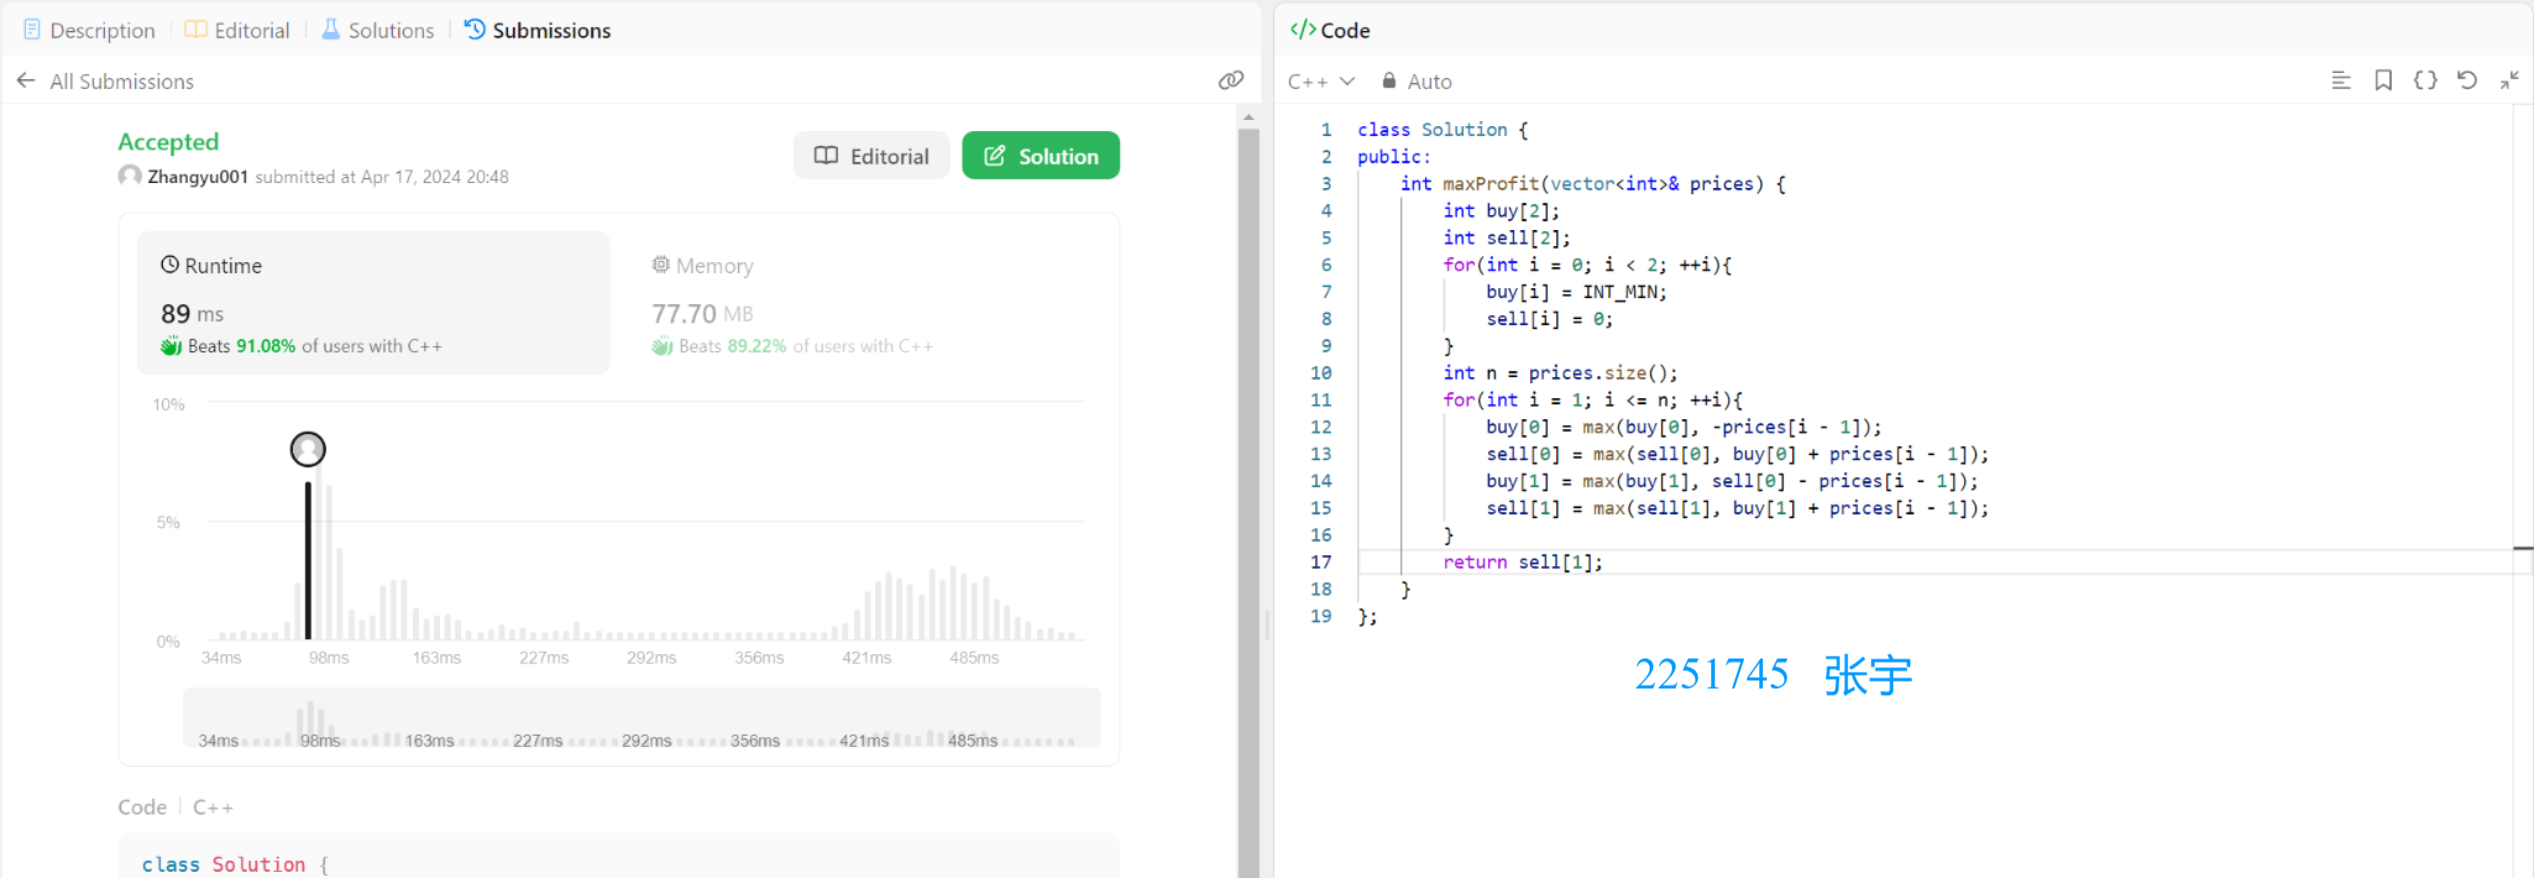 Description Editorial Solutions Submissions
All Submissions
Accepted
Zhangyu001 submitted at Apr 17, 2024 20:48
Editorial
Solution
Runtime
89 ms
Beats 91.08% of users with C++
Memory
77.70 MB
Beats 89.22% of users with C++
10%
5%
0%
34ms 98ms 163ms 227ms 292ms 356ms 421ms 485ms
34ms 98ms 163ms 227ms 292ms 356ms 421ms 485ms
Code C++
class Solution {
</> Code
C++ Auto
1 class Solution {
2 public:
3     int maxProfit(vector<int>& prices) {
4         int buy[2];
5         int sell[2];
6         for(int i = 0; i < 2; ++i){
7             buy[i] = INT_MIN;
8             sell[i] = 0;
9         }
10         int n = prices.size();
11         for(int i = 1; i <= n; ++i){
12             buy[0] = max(buy[0], -prices[i - 1]);
13             sell[0] = max(sell[0], buy[0] + prices[i - 1]);
14             buy[1] = max(buy[1], sell[0] - prices[i - 1]);
15             sell[1] = max(sell[1], buy[1] + prices[i - 1]);
16         }
17         return sell[1];
18     }
19 };
2251745 张宇